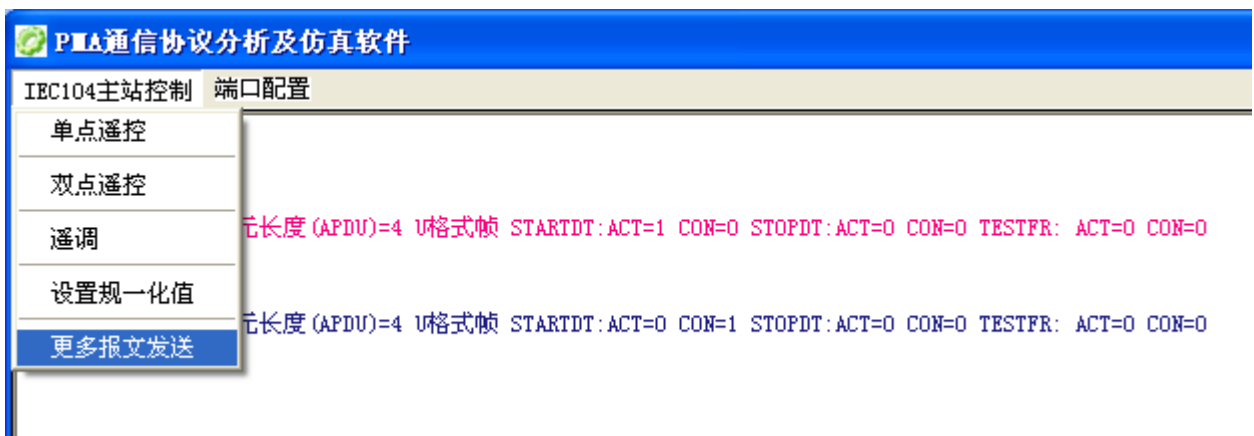 PMA通信协议分析及仿真软件
IEC104主站控制 端口配置
单点遥控
双点遥控
元长度(APDU)=4 U格式帧 STARTDT:ACT=1 CON=0 STOPDT:ACT=0 CON=0 TESTFR: ACT=0 CON=0
遥调
设置规一化值
元长度(APDU)=4 U格式帧 STARTDT:ACT=0 CON=1 STOPDT:ACT=0 CON=0 TESTFR: ACT=0 CON=0
更多报文发送